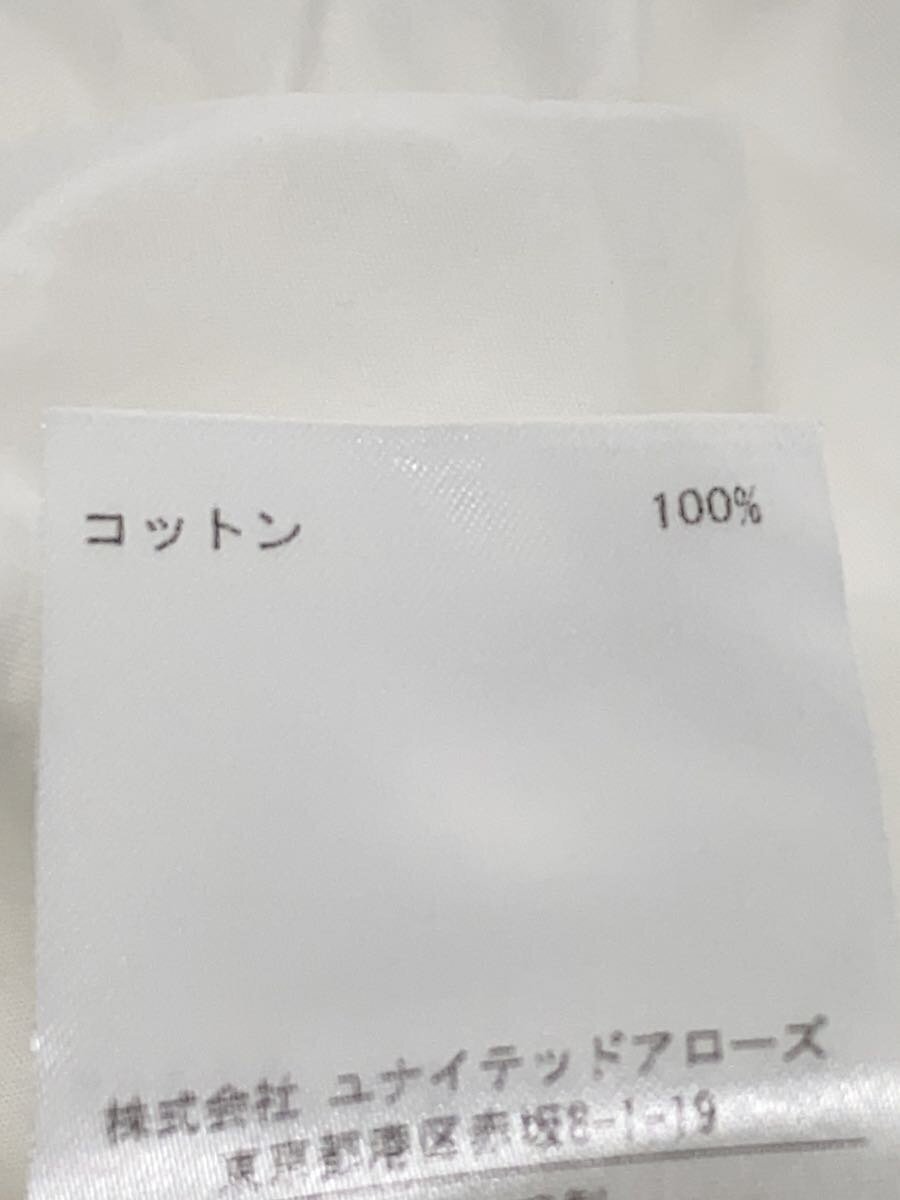 コットン 100%
株式会社 ユナイテッドアローズ
東京都港区赤坂8-1-19